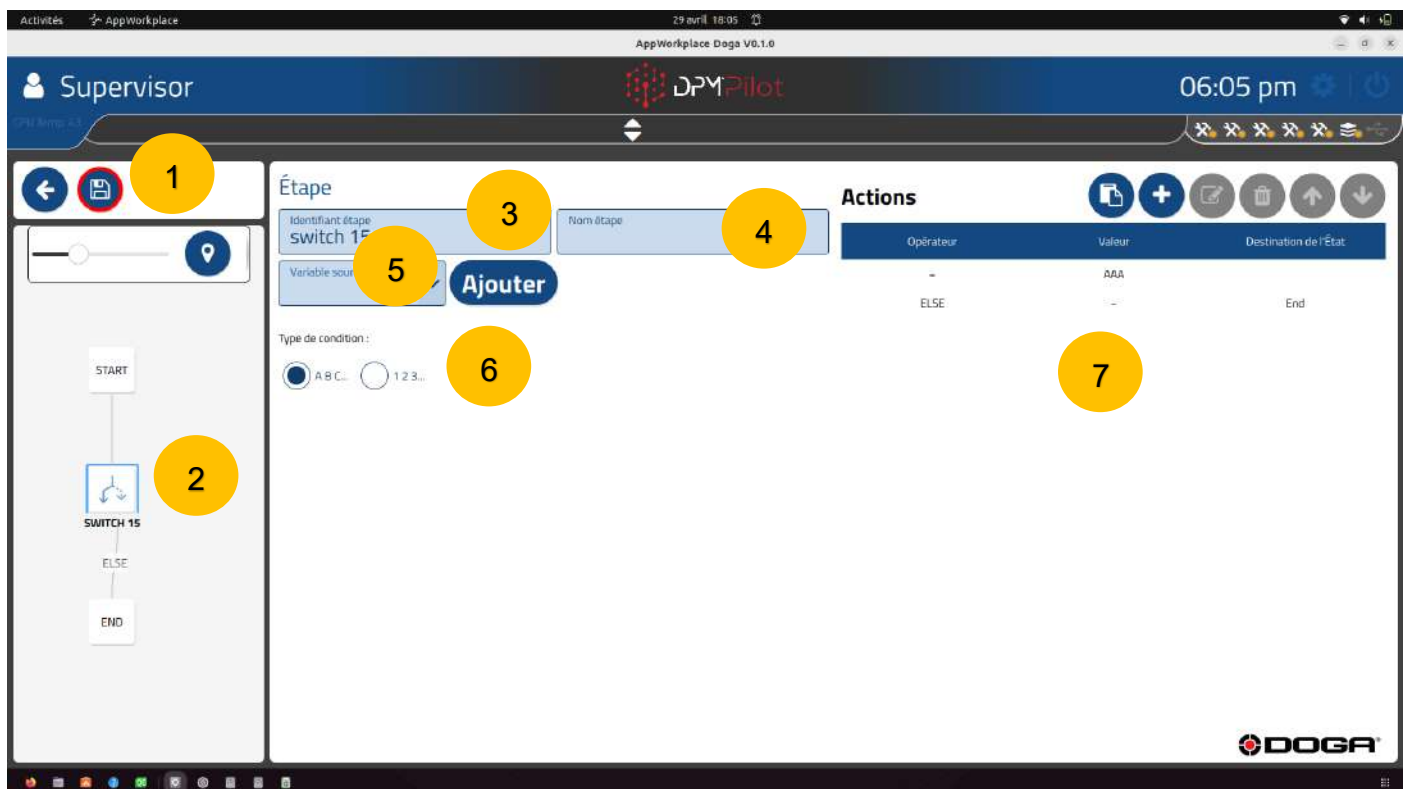 Activités AppWorkplace 29 avril 18:05
AppWorkplace Doga V0.1.0
Supervisor DPMPilot 06:05 pm
1
Étape
Actions
Identifiant étape
switch 15
3
Nom étape
4
Opérateur Valeur Destination de l'État
Variable
5
Ajouter
– AAA
ELSE – End
Type de condition :
A B C... 1 2 3...
6
7
START
2
SWITCH 15
ELSE
END
DOGA